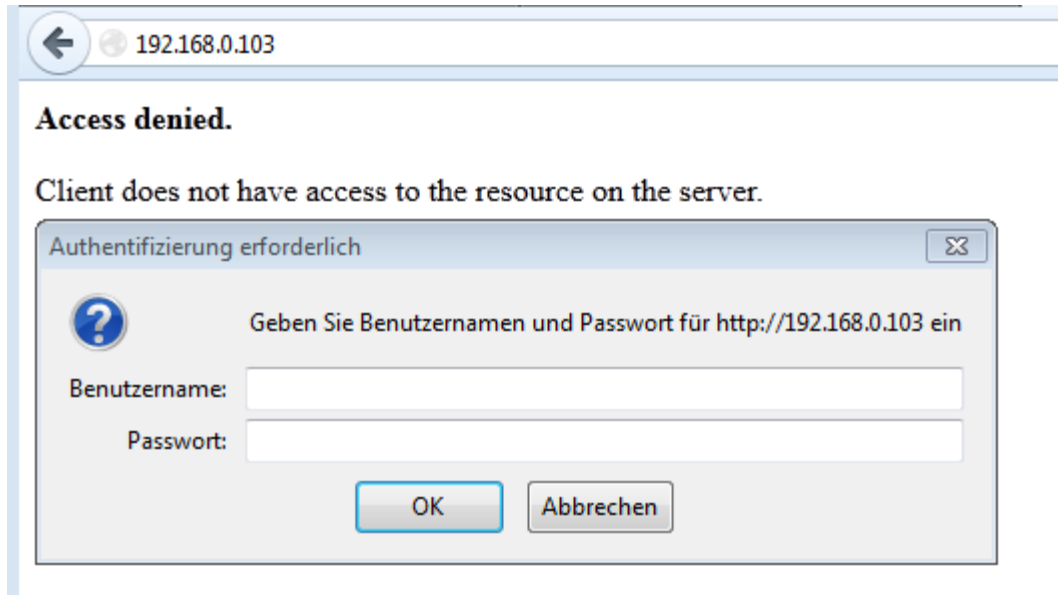 192.168.0.103
Access denied.
Client does not have access to the resource on the server.
Authentifizierung erforderlich
Geben Sie Benutzernamen und Passwort für http://192.168.0.103 ein
Benutzername:
Passwort:
OK Abbrechen